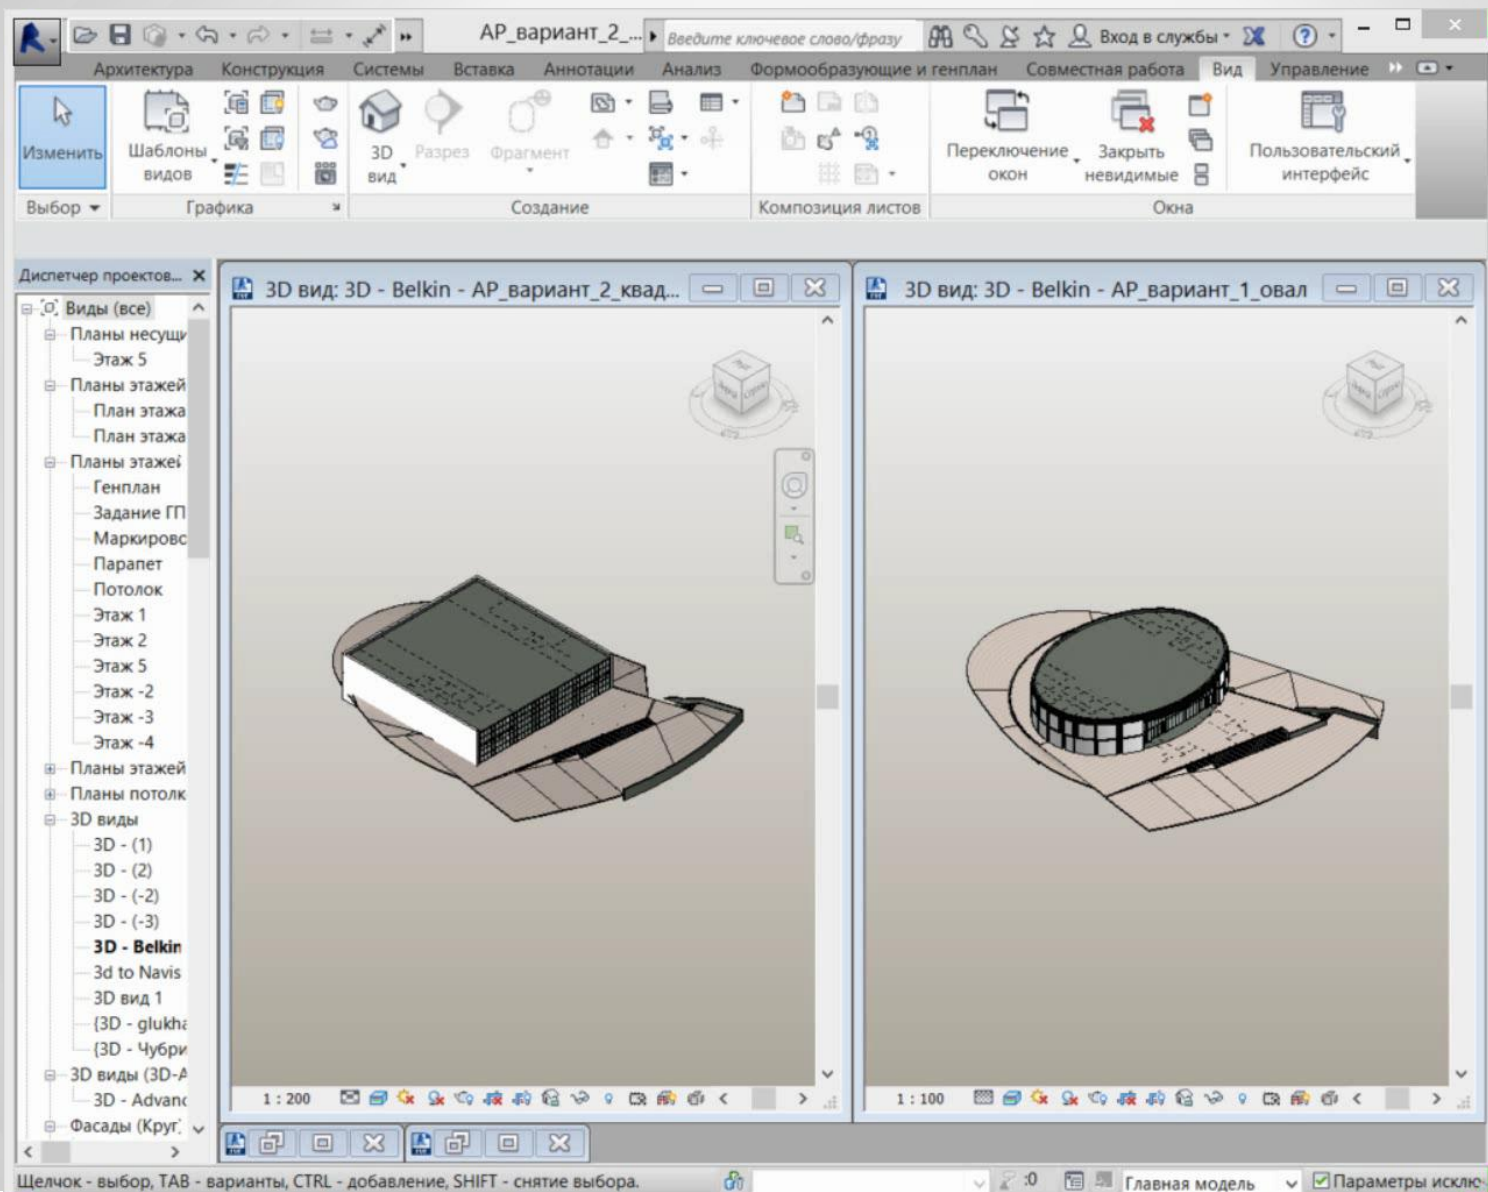 АР_вариант_2_... Введите ключевое слово/фразу Вход в службы
Архитектура Конструкция Системы Вставка Аннотации Анализ Формообразующие и генплан Совместная работа Вид Управление
Изменить
Шаблоны видов
3D вид
Разрез
Фрагмент
Переключение окон
Закрыть невидимые
Пользовательский интерфейс
Выбор Графика Создание Композиция листов Окна
Диспетчер проектов...
Виды (все)
Планы несущи
Этаж 5
Планы этажей
План этажа
План этажа
Планы этажей
Генплан
Задание ГП
Маркирово
Парапет
Потолок
Этаж 1
Этаж 2
Этаж 5
Этаж -2
Этаж -3
Этаж -4
Планы этажей
Планы потолк
3D виды
3D - (1)
3D - (2)
3D - (-2)
3D - (-3)
3D - Belkin
3d to Navis
3D вид 1
{3D - glukha
{3D - Чубри
3D виды (3D-A
3D - Advanc
Фасады (Круг)
3D вид: 3D - Belkin - АР_вариант_2_квад...
1 : 200
3D вид: 3D - Belkin - АР_вариант_1_овал
1 : 100
Щелчок - выбор, TAB - варианты, CTRL - добавление, SHIFT - снятие выбора. :0 Главная модель Параметры исклю